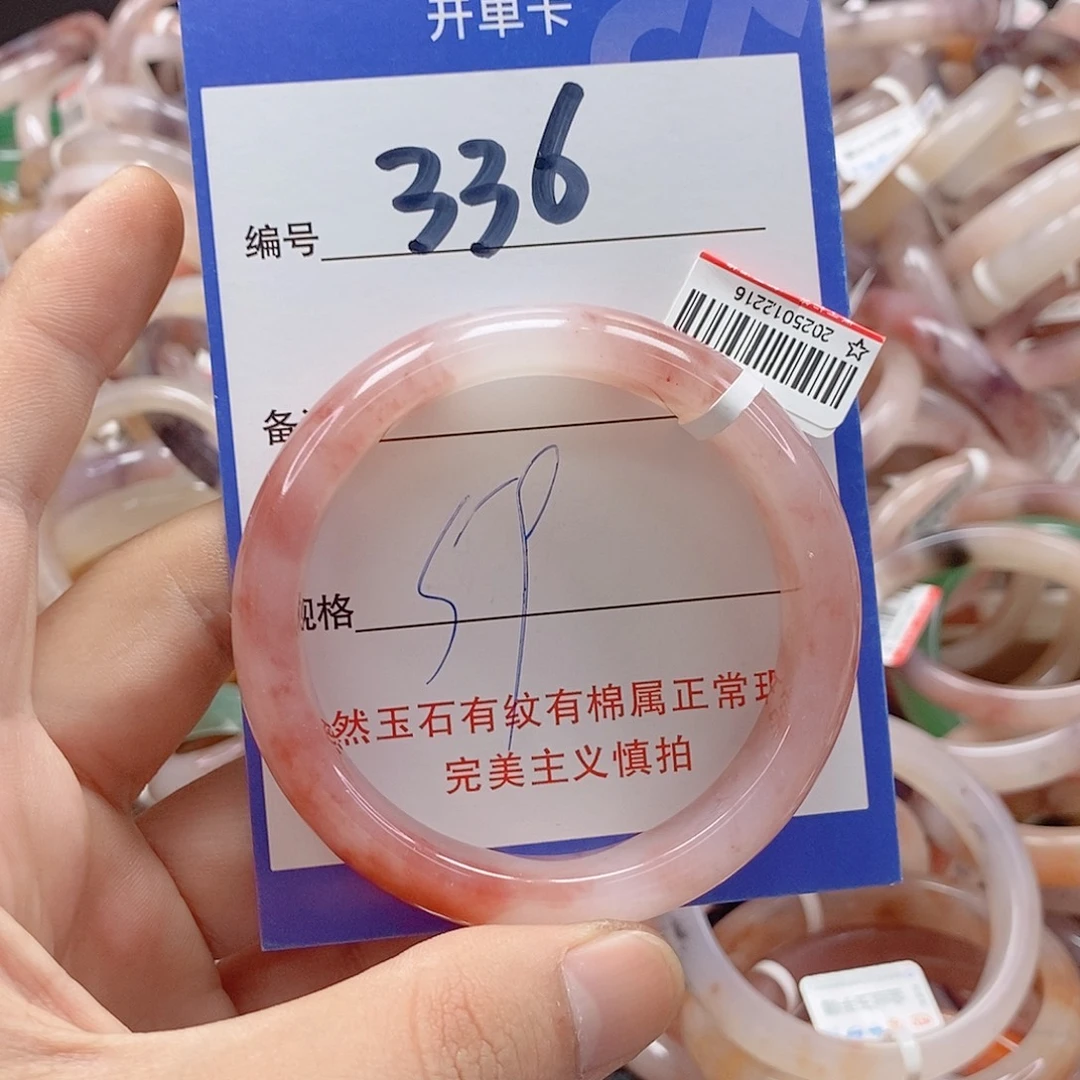 开单卡
编号 336
2025012216
备
规格 59
然玉石有纹有棉属正常现
完美主义慎拍